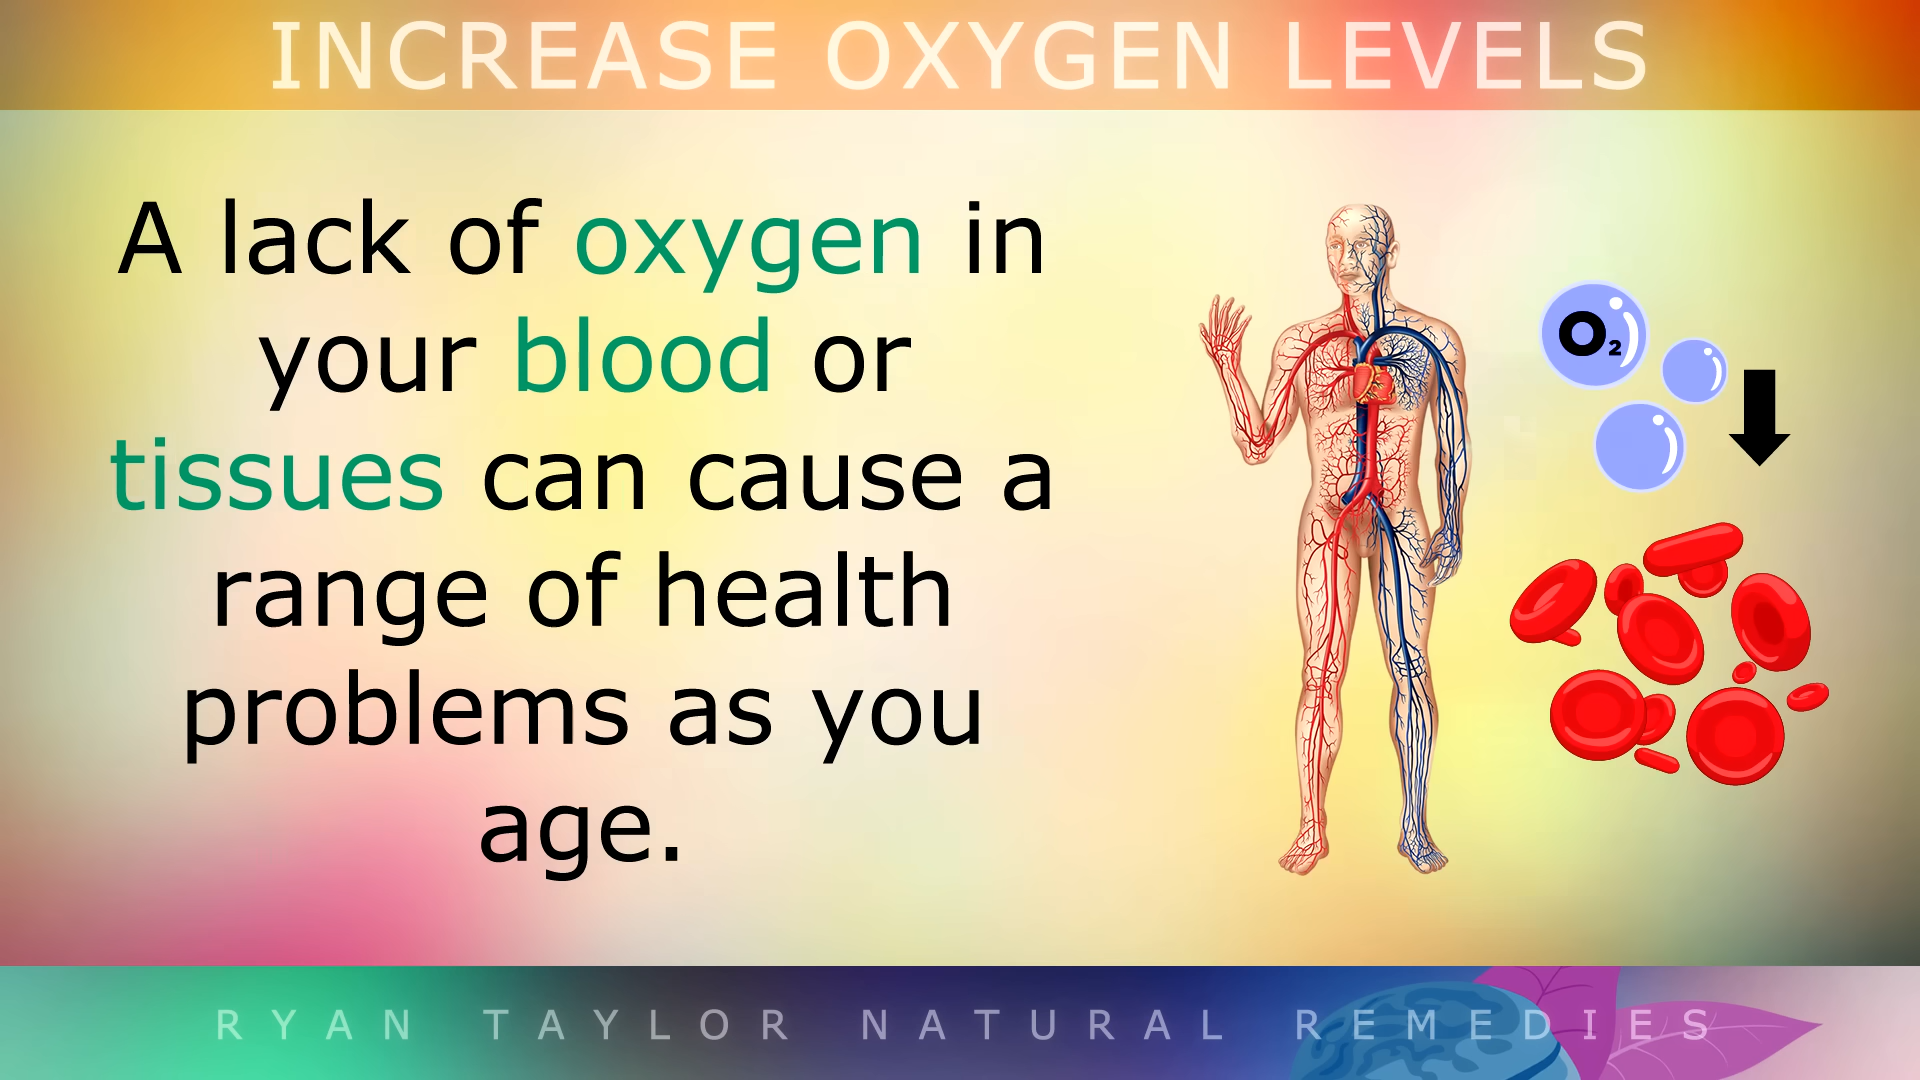 INCREASE OXYGEN LEVELS
A lack of oxygen in
your blood or
tissues can cause a
range of health
problems as you
age.
O₂
RYAN TAYLOR NATURAL REMEDIES